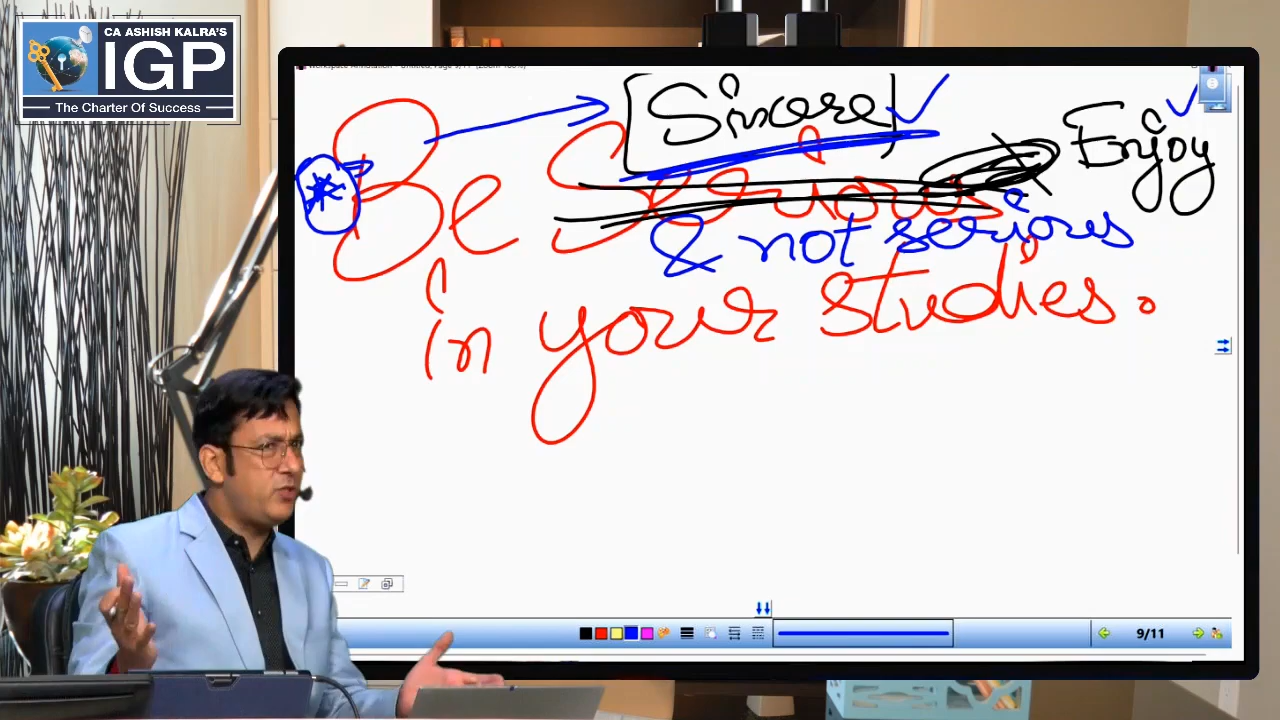 CA ASHISH KALRA'S
IGP
The Charter Of Success
[Sincere]
Enjoy
Be Serious
& not serious
in your studies.
9/11